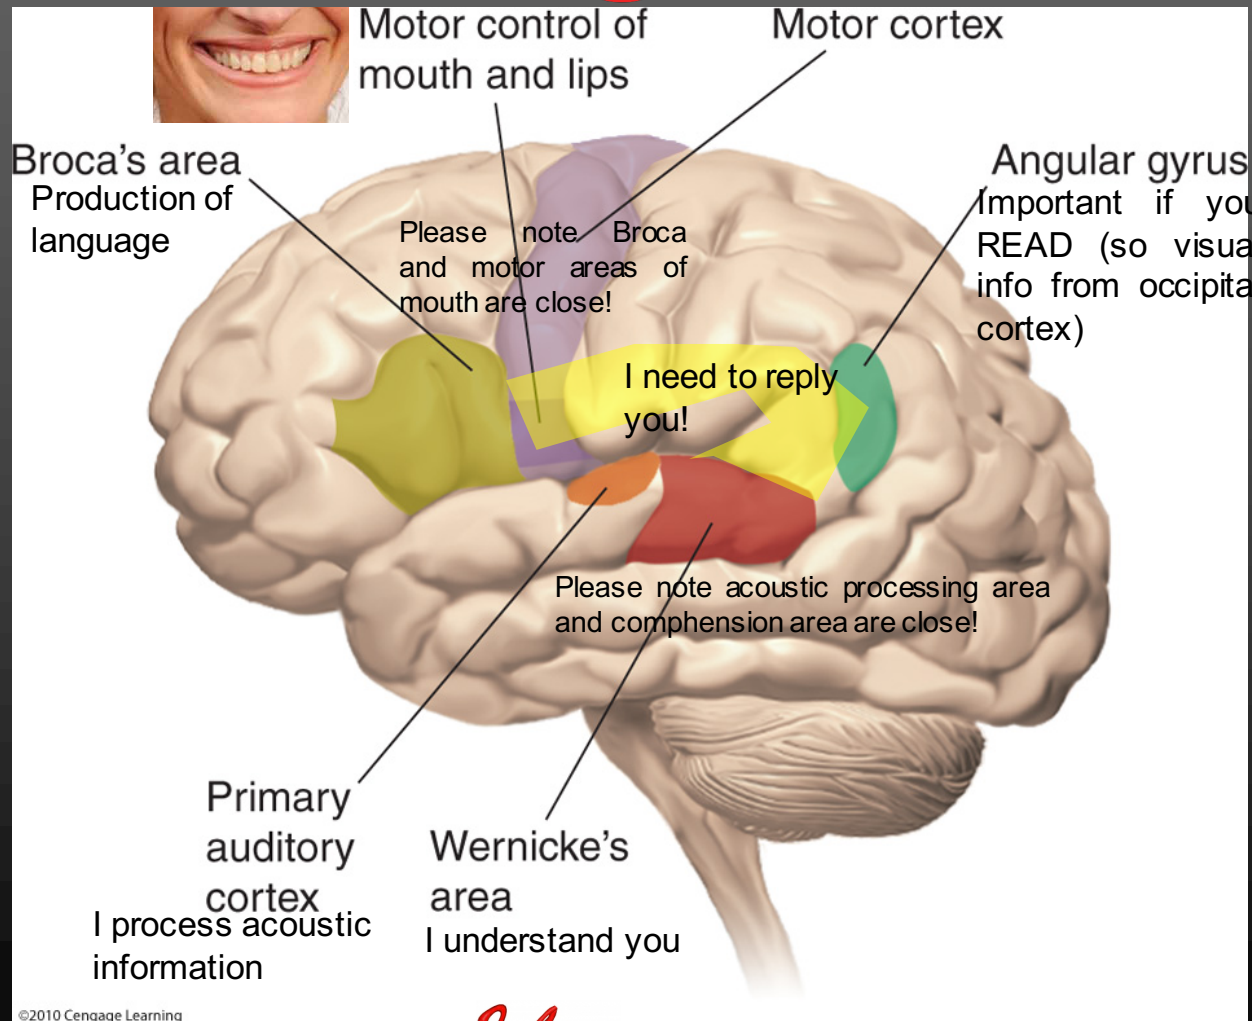 Motor control of
mouth and lips
Motor cortex
Broca's area
Production of
language
Angular gyrus
Important if you
READ (so visua
info from occipita
cortex)
Please note Broca
and motor areas of
mouth are close!
I need to reply
you!
Please note acoustic processing area
and comphension area are close!
Primary
auditory
cortex
I process acoustic
information
Wernicke's
area
I understand you
©2010 Cengage Learning